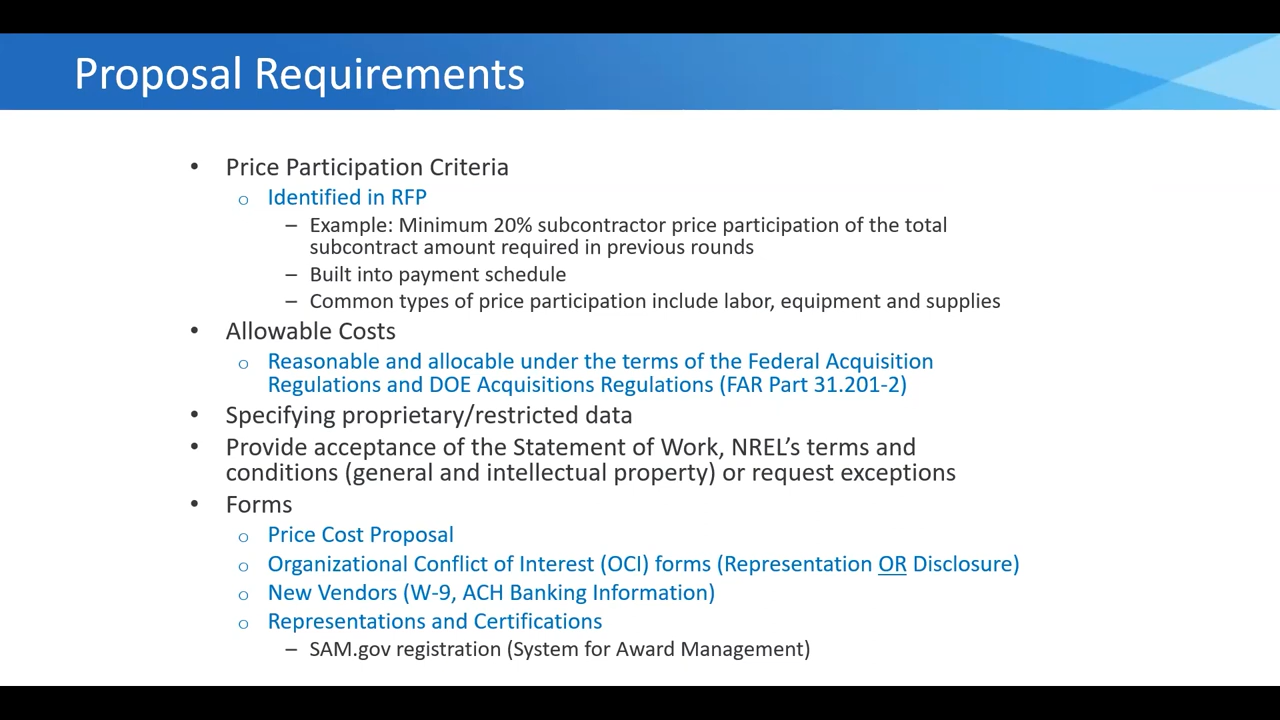 Proposal Requirements
• Price Participation Criteria
o Identified in RFP
– Example: Minimum 20% subcontractor price participation of the total
subcontract amount required in previous rounds
– Built into payment schedule
– Common types of price participation include labor, equipment and supplies
• Allowable Costs
o Reasonable and allocable under the terms of the Federal Acquisition
Regulations and DOE Acquisitions Regulations (FAR Part 31.201-2)
• Specifying proprietary/restricted data
• Provide acceptance of the Statement of Work, NREL's terms and
conditions (general and intellectual property) or request exceptions
• Forms
o Price Cost Proposal
o Organizational Conflict of Interest (OCI) forms (Representation OR Disclosure)
o New Vendors (W-9, ACH Banking Information)
o Representations and Certifications
– SAM.gov registration (System for Award Management)